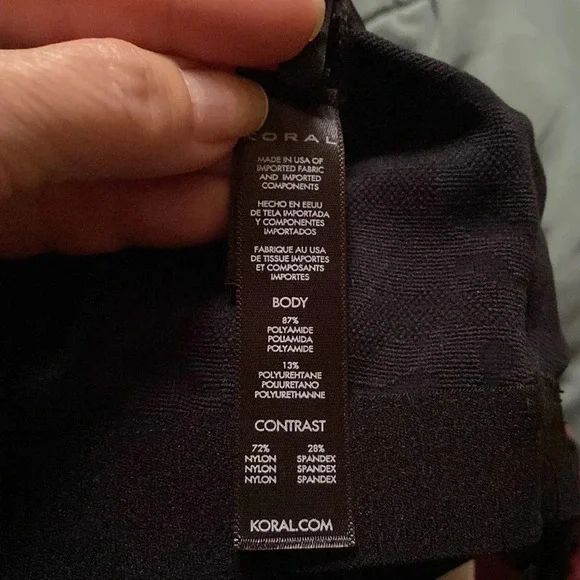 KORAL
MADE IN USA OF
IMPORTED FABRIC
AND IMPORTED
COMPONENTS
HECHO EN EEUU
DE TELA IMPORTADA
Y COMPONENTES
IMPORTADOS
FABRIQUE AU USA
DE TISSUE IMPORTES
ET COMPOSANTS
IMPORTES
BODY
87%
POLYAMIDE
POLIAMIDA
POLYAMIDE
13%
POLYUREHTANE
POLIURETANO
POLYURETHANNE
CONTRAST
72% 28%
NYLON SPANDEX
NYLON SPANDEX
NYLON SPANDEX
KORAL.COM